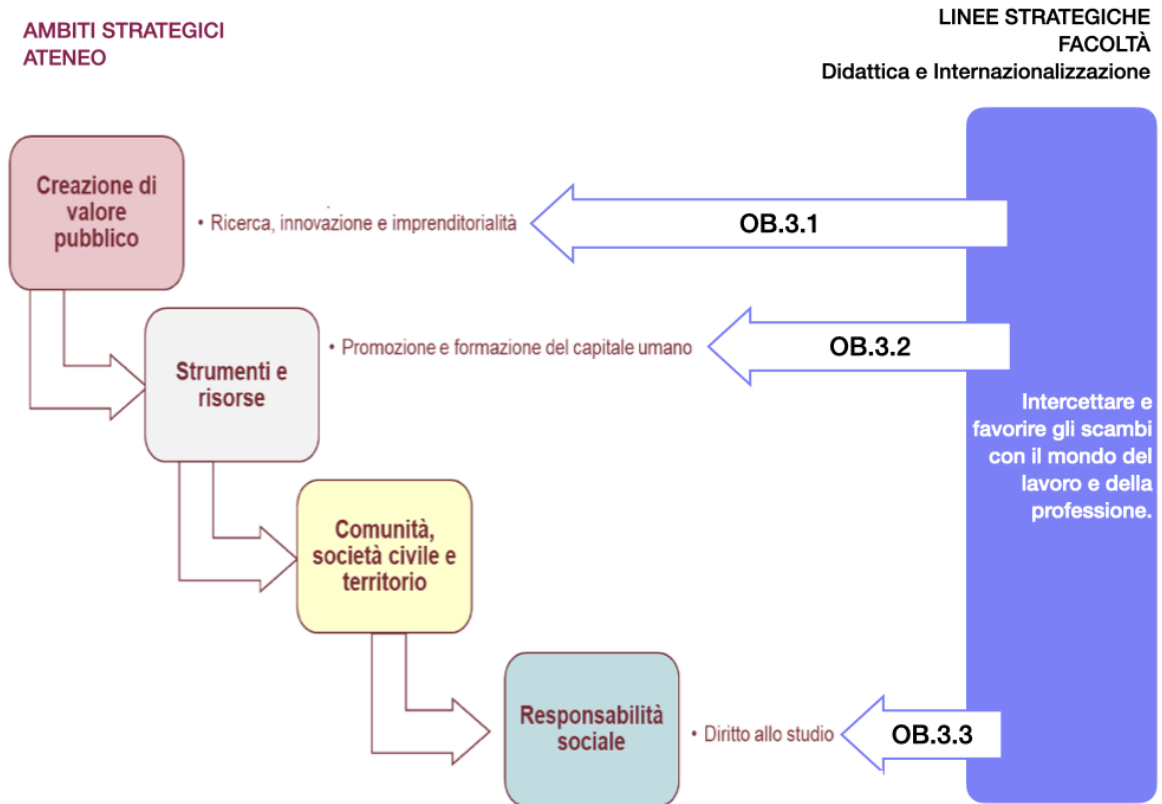 AMBITI STRATEGICI
ATENEO
LINEE STRATEGICHE
FACOLTÀ
Didattica e Internazionalizzazione
Creazione di
valore
pubblico
• Ricerca, innovazione e imprenditorialità
OB.3.1
Strumenti e
risorse
• Promozione e formazione del capitale umano
OB.3.2
Intercettare e
favorire gli scambi
con il mondo del
lavoro e della
professione.
Comunità,
società civile e
territorio
Responsabilità
sociale
• Diritto allo studio
OB.3.3